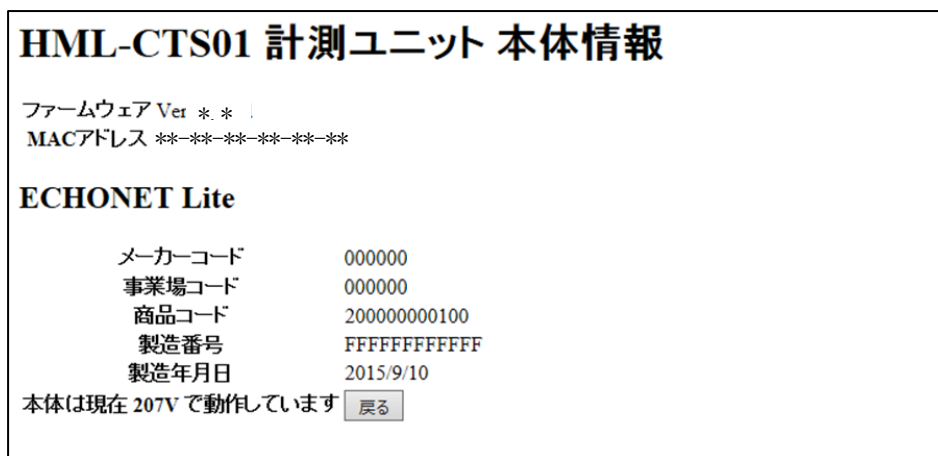 HML-CTS01 計測ユニット 本体情報
ファームウェア Ver *.*
MACアドレス **-**-**-**-**-**
ECHONET Lite
メーカーコード 000000
事業場コード 000000
商品コード 200000000100
製造番号 FFFFFFFFFFFF
製造年月日 2015/9/10
本体は現在 207V で動作しています 戻る